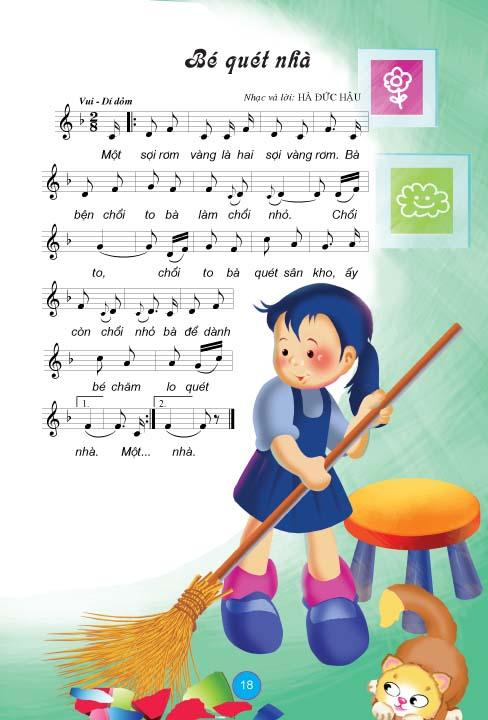 Bé quét nhà
Vui - Dí dỏm
Nhạc và lời: HÀ ĐỨC HẬU
2
8
Một sợi rơm vàng là hai sợi vàng rơm. Bà
bện chổi to bà làm chổi nhỏ. Chổi
to, chổi to bà quét sân kho, ấy
còn chổi nhỏ bà để dành
bé chăm lo quét
1. 2.
nhà. Một... nhà.
18